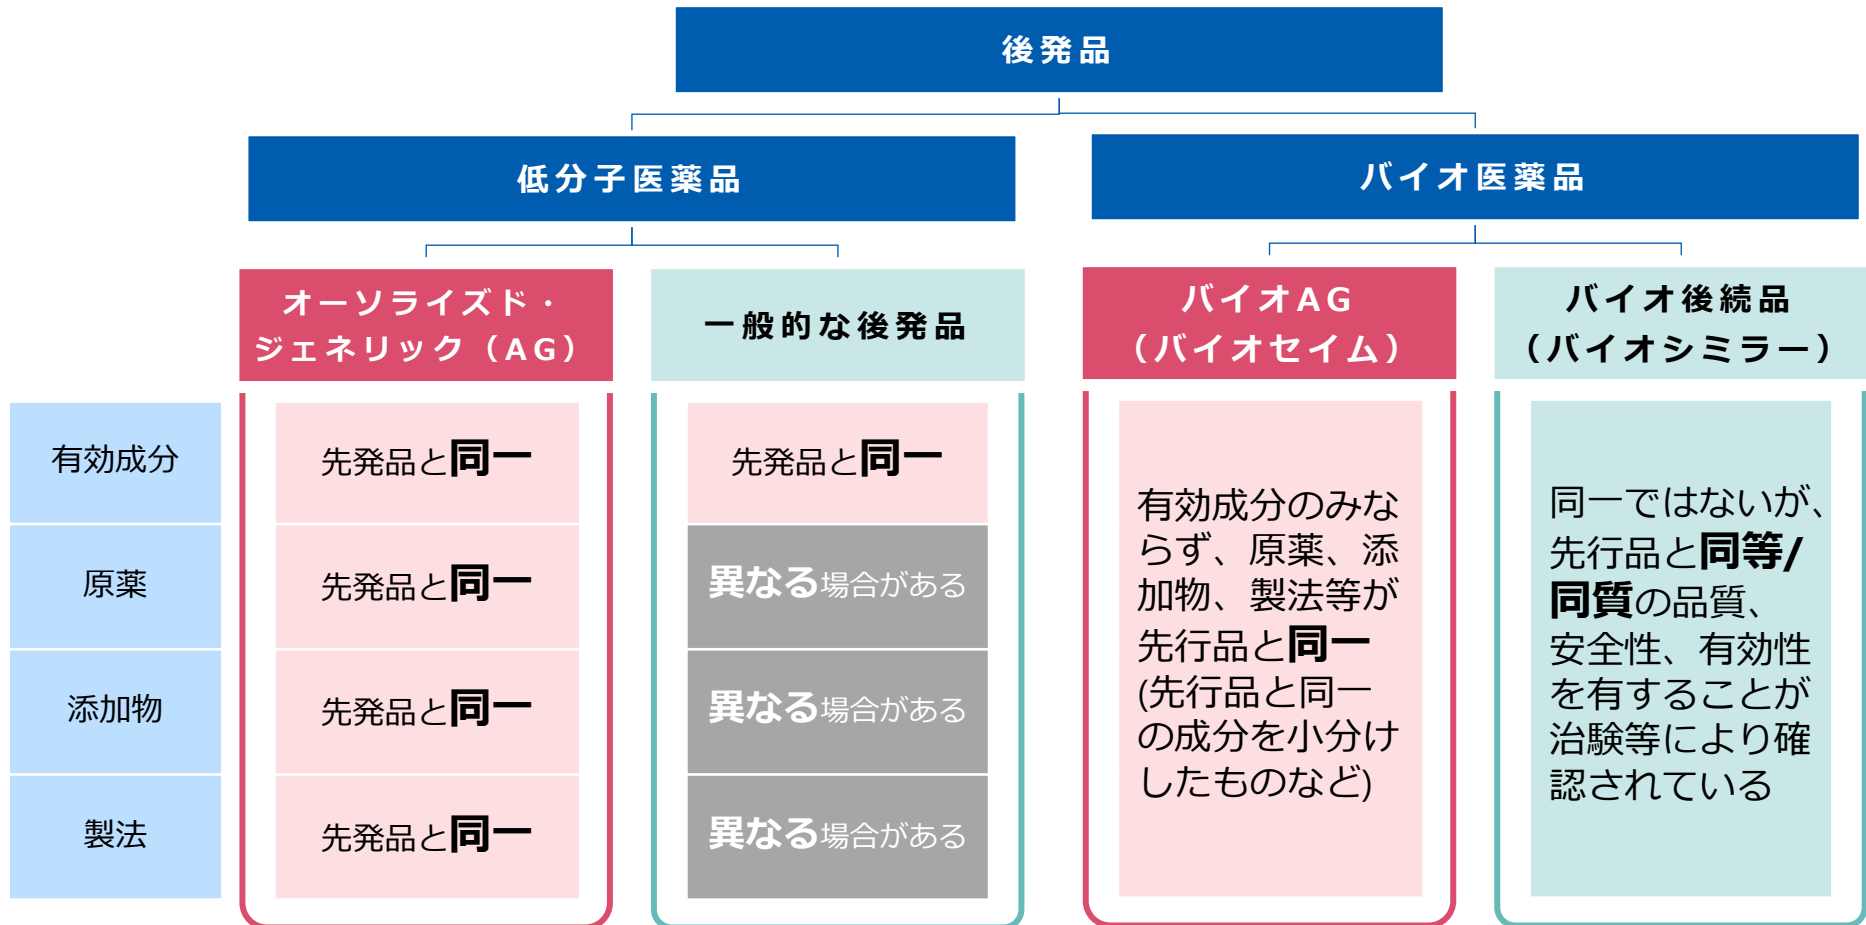 後発品
低分子医薬品
バイオ医薬品
オーソライズド・
ジェネリック（AG）
一般的な後発品
バイオAG
（バイオセイム）
バイオ後続品
（バイオシミラー）
有効成分
先発品と同一
先発品と同一
原薬
先発品と同一
異なる場合がある
添加物
先発品と同一
異なる場合がある
製法
先発品と同一
異なる場合がある
有効成分のみな
らず、原薬、添
加物、製法等が
先行品と同一
(先行品と同一
の成分を小分け
したものなど)
同一ではないが、
先行品と同等/
同質の品質、
安全性、有効性
を有することが
治験等により確
認されている